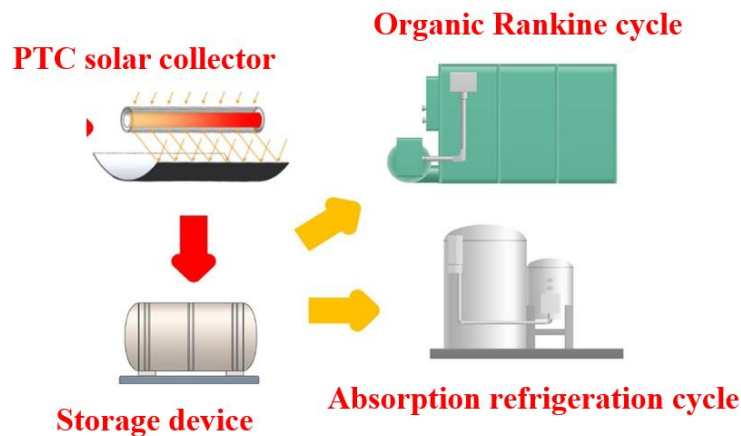 Organic Rankine cycle
PTC solar collector
Storage device
Absorption refrigeration cycle